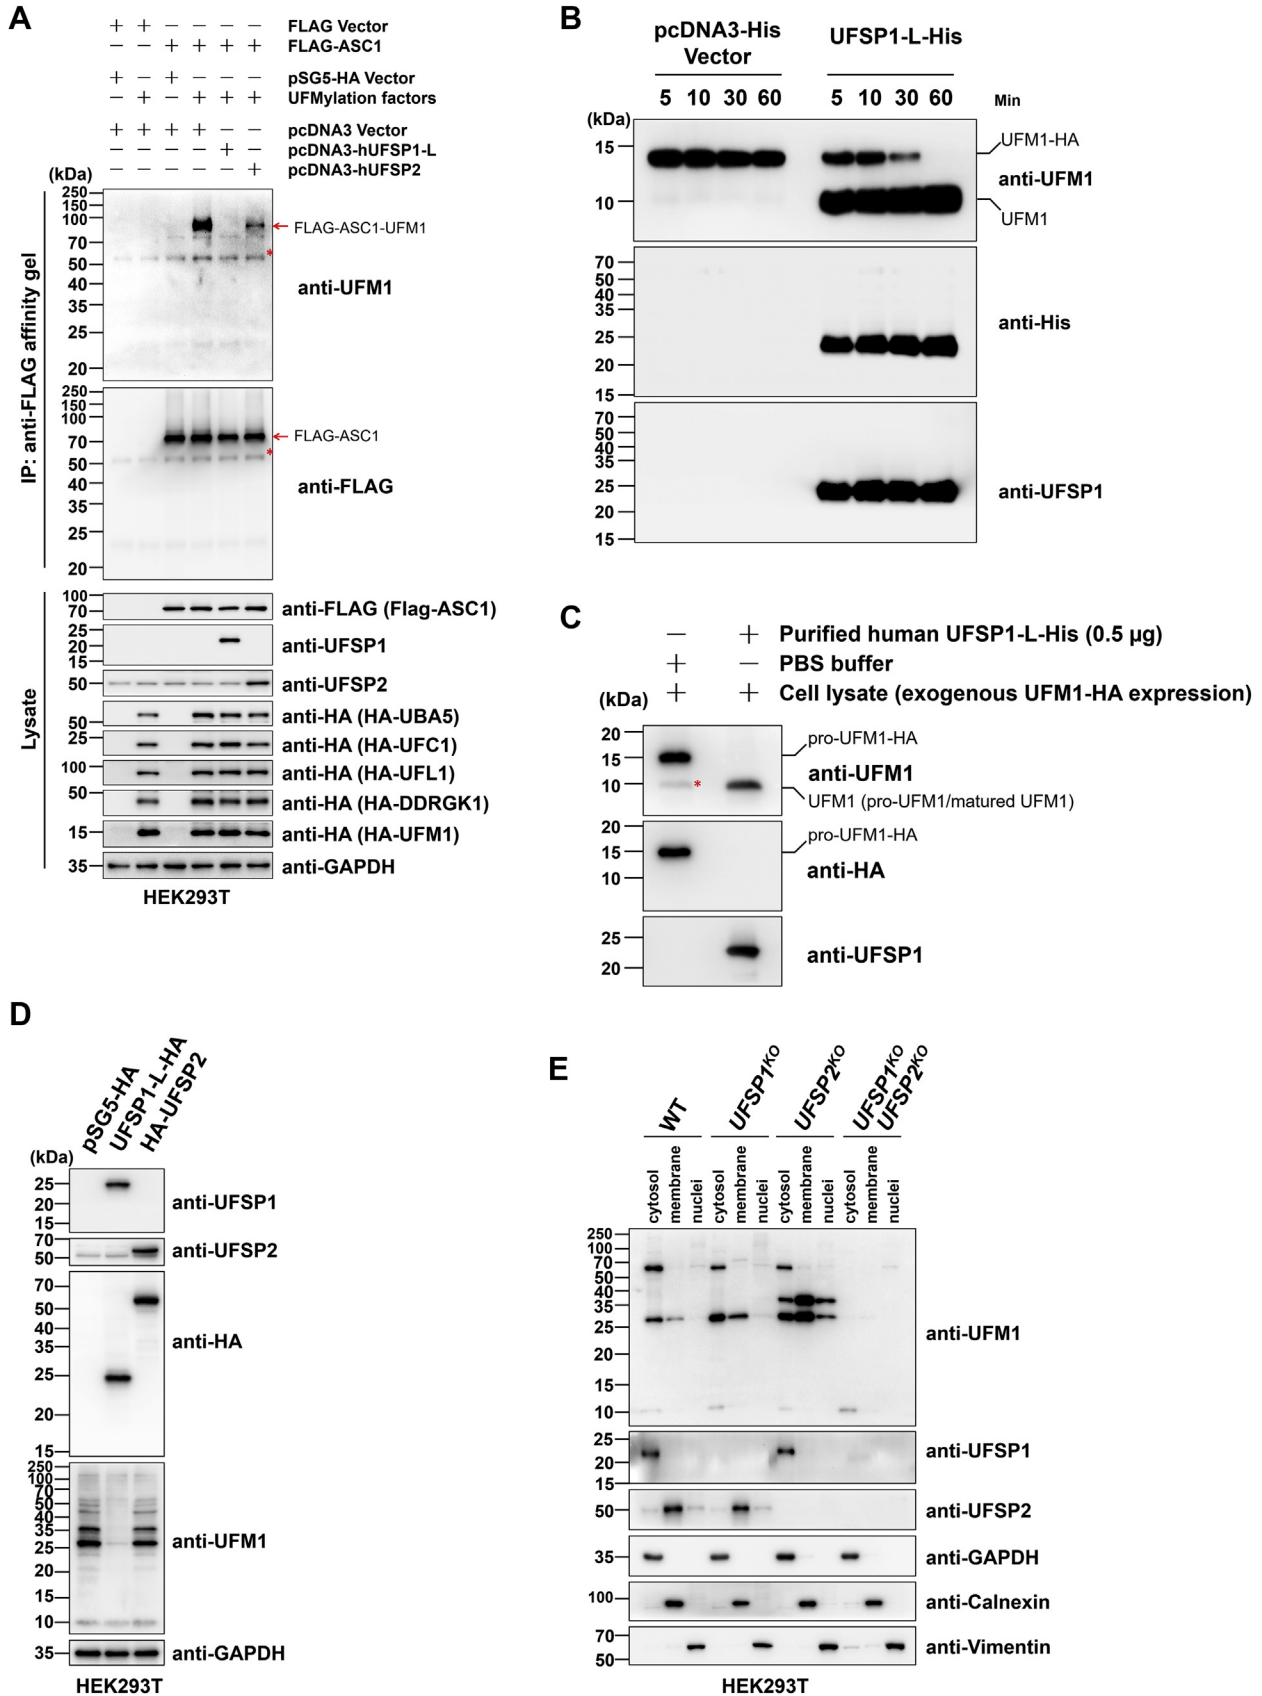 A
+ + − − − − FLAG Vector
− − + + + + FLAG-ASC1
+ − + − − − pSG5-HA Vector
− + − + + + UFMylation factors
+ + + + − − pcDNA3 Vector
− − − − + − pcDNA3-hUFSP1-L
− − − − − + pcDNA3-hUFSP2
(kDa)
IP: anti-FLAG affinity gel
250
150
100
70
50
40
35
25
20
FLAG-ASC1-UFM1
*
anti-UFM1
250
150
100
70
50
40
35
25
20
FLAG-ASC1
*
anti-FLAG
Lysate
100
70
anti-FLAG (Flag-ASC1)
25
20
15
anti-UFSP1
50
anti-UFSP2
50
anti-HA (HA-UBA5)
25
anti-HA (HA-UFC1)
100
anti-HA (HA-UFL1)
50
anti-HA (HA-DDRGK1)
15
anti-HA (HA-UFM1)
35
anti-GAPDH
HEK293T
B
pcDNA3-His
Vector
UFSP1-L-His
5 10 30 60 5 10 30 60 Min
(kDa)
15
10
UFM1-HA
anti-UFM1
UFM1
70
50
40
35
25
20
15
anti-His
70
50
40
35
25
20
15
anti-UFSP1
C
− + Purified human UFSP1-L-His (0.5 µg)
+ − PBS buffer
+ + Cell lysate (exogenous UFM1-HA expression)
(kDa)
20
15
10
*
pro-UFM1-HA
anti-UFM1
UFM1 (pro-UFM1/matured UFM1)
20
15
10
pro-UFM1-HA
anti-HA
25
20
anti-UFSP1
D
pSG5-HA
UFSP1-L-HA
HA-UFSP2
(kDa)
25
20
15
anti-UFSP1
70
50
anti-UFSP2
70
50
40
35
25
20
15
anti-HA
250
100
70
50
40
35
25
20
15
10
anti-UFM1
35
anti-GAPDH
HEK293T
E
WT
UFSP1KO
UFSP2KO
UFSP1KO
UFSP2KO
cytosol
membrane
nuclei
cytosol
membrane
nuclei
cytosol
membrane
nuclei
cytosol
membrane
nuclei
250
100
70
50
40
35
25
20
15
10
anti-UFM1
25
20
15
anti-UFSP1
50
anti-UFSP2
35
anti-GAPDH
100
anti-Calnexin
70
50
anti-Vimentin
HEK293T